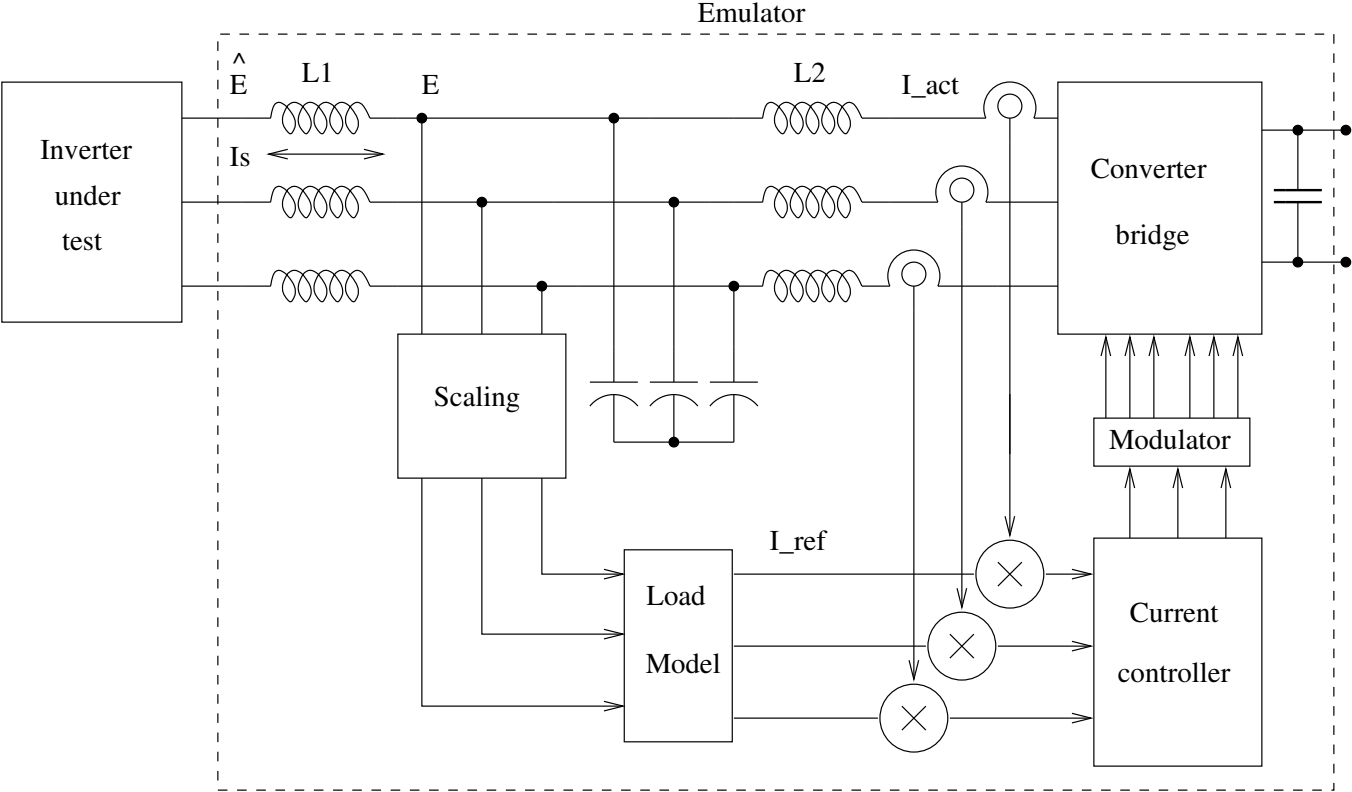 Emulator
^
E
L1
E
L2
I_act
Is
Inverter
under
test
Converter
bridge
Scaling
Modulator
I_ref
Load
Model
Current
controller